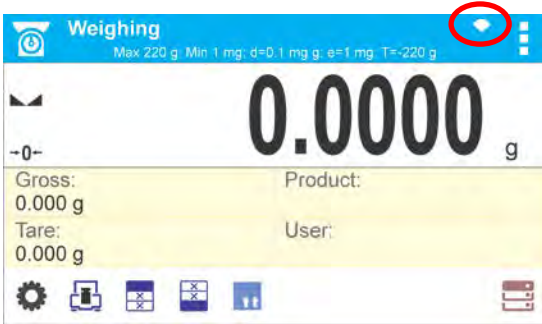 Weighing
Max 220 g: Min 1 mg: d=0.1 mg g: e=1 mg: T=-220 g
0.0000 g
→0←
Gross:
0.000 g
Product:
Tare:
0.000 g
User: